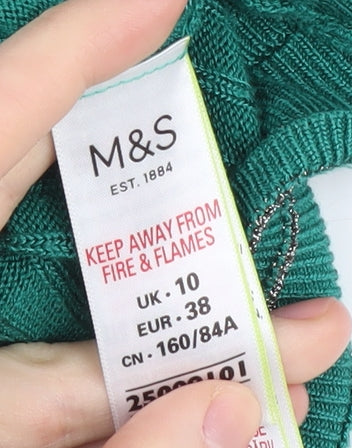 M&S
EST. 1884
KEEP AWAY FROM
FIRE & FLAMES
UK · 10
EUR · 38
CN · 160/84A